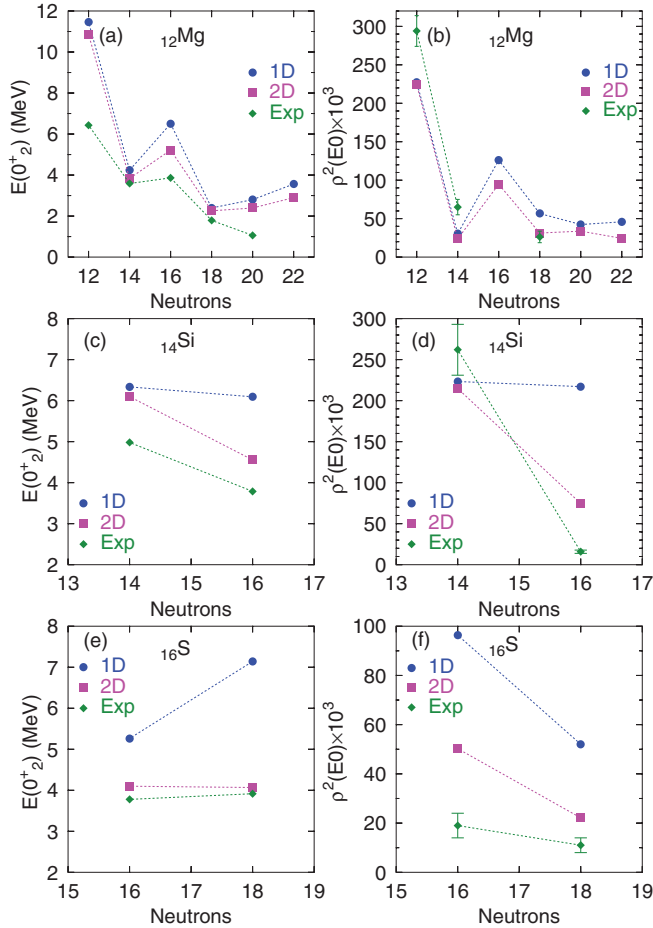 (a)
₁₂Mg
1D
2D
Exp
E(0⁺₂) (MeV)
12
10
8
6
4
2
0
12 14 16 18 20 22
Neutrons
(b)
₁₂Mg
1D
2D
Exp
ρ²(E0)×10³
300
250
200
150
100
50
0
12 14 16 18 20 22
Neutrons
(c)
₁₄Si
1D
2D
Exp
E(0⁺₂) (MeV)
8
7
6
5
4
3
2
13 14 15 16 17
Neutrons
(d)
₁₄Si
1D
2D
Exp
ρ²(E0)×10³
300
250
200
150
100
50
0
13 14 15 16 17
Neutrons
(e)
₁₆S
1D
2D
Exp
E(0⁺₂) (MeV)
8
7
6
5
4
3
2
15 16 17 18 19
Neutrons
(f)
₁₆S
1D
2D
Exp
ρ²(E0)×10³
100
80
60
40
20
0
15 16 17 18 19
Neutrons